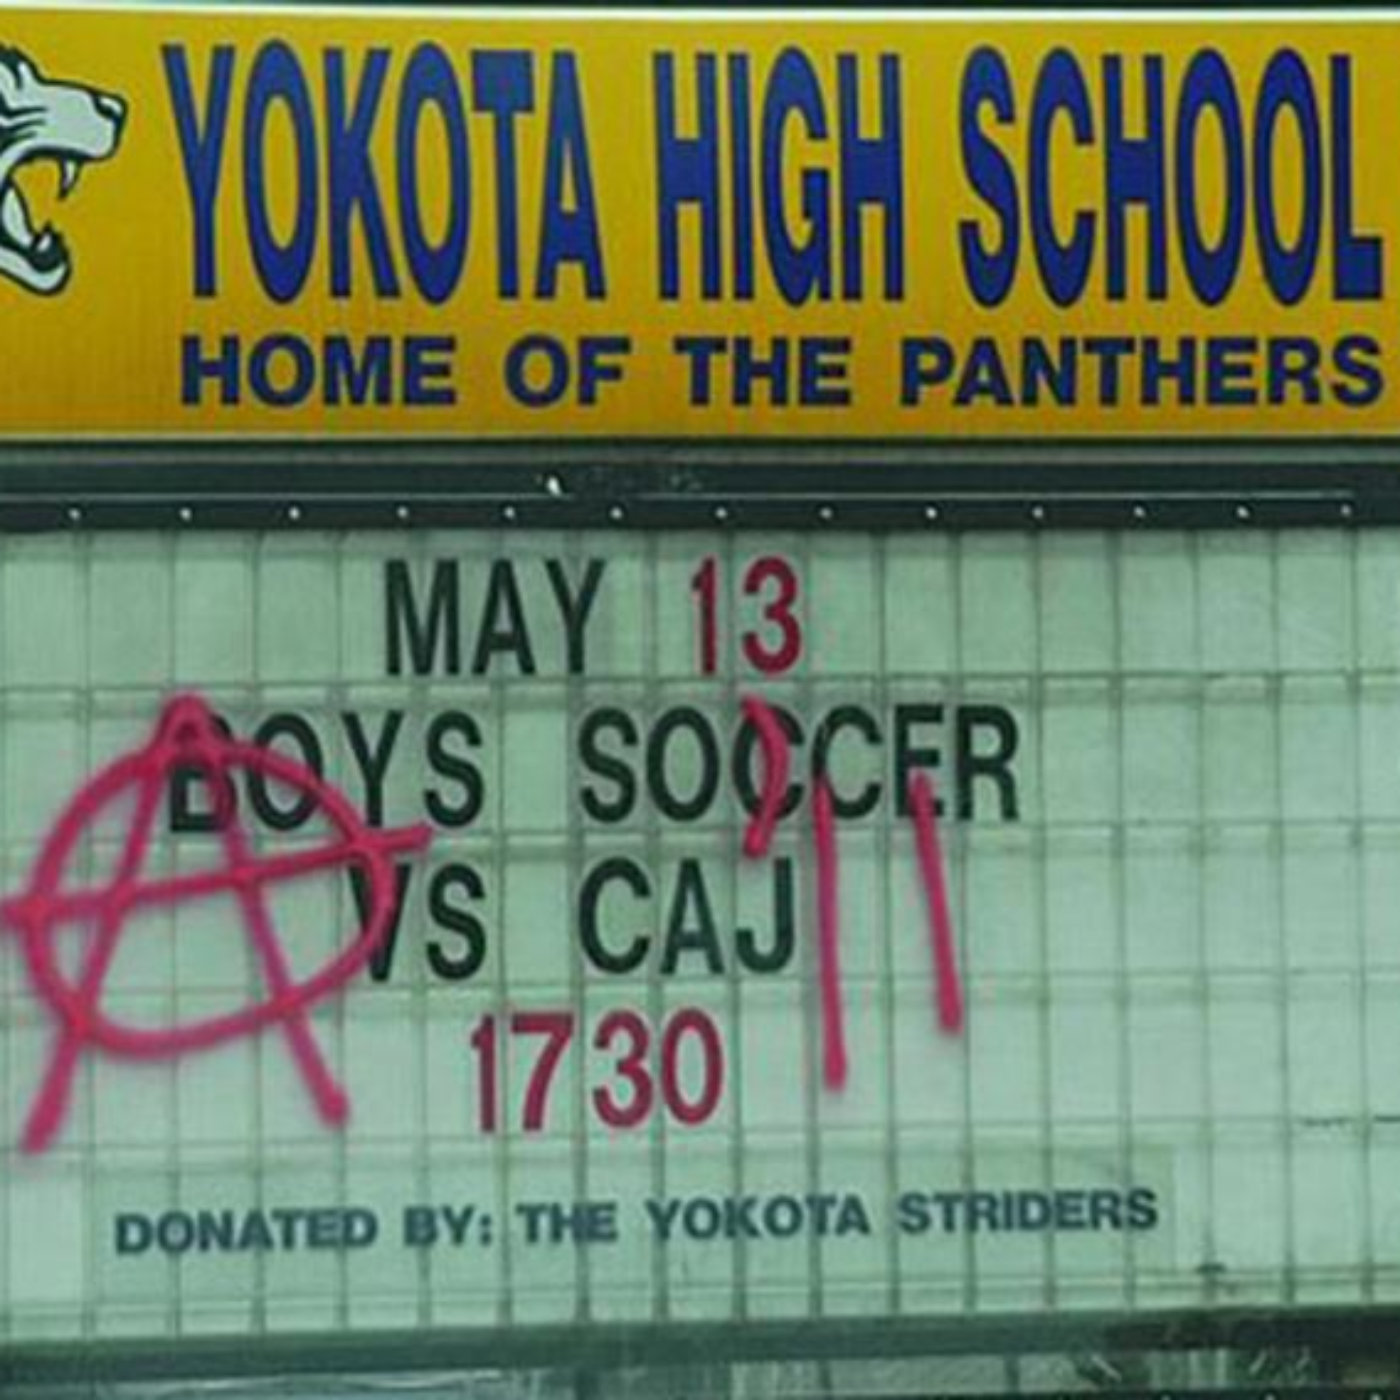 YOKOTA HIGH SCHOOL
HOME OF THE PANTHERS
MAY 13
BOYS SOCCER
VS CAJ
1730
A '11
DONATED BY: THE YOKOTA STRIDERS